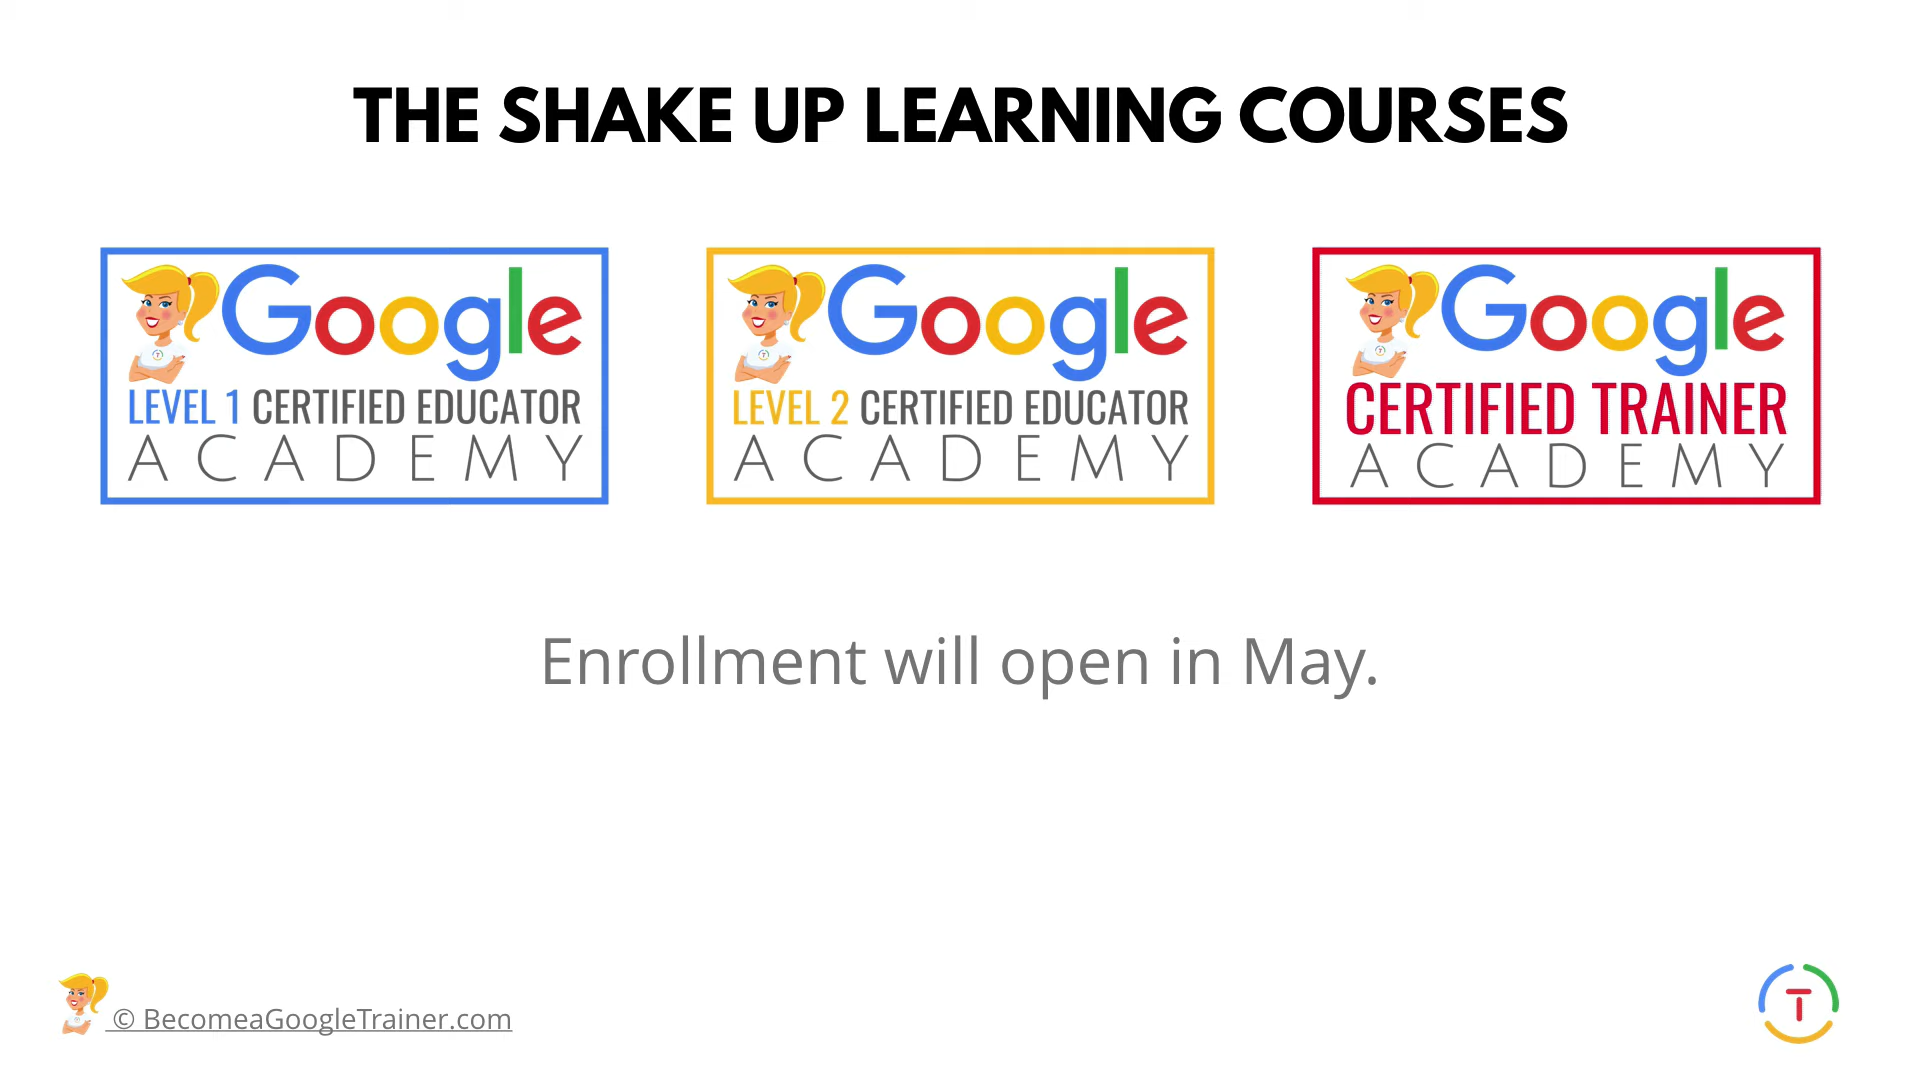 THE SHAKE UP LEARNING COURSES
Google
LEVEL 1 CERTIFIED EDUCATOR
ACADEMY
Google
LEVEL 2 CERTIFIED EDUCATOR
ACADEMY
Google
CERTIFIED TRAINER
ACADEMY
Enrollment will open in May.
© BecomeaGoogleTrainer.com
T